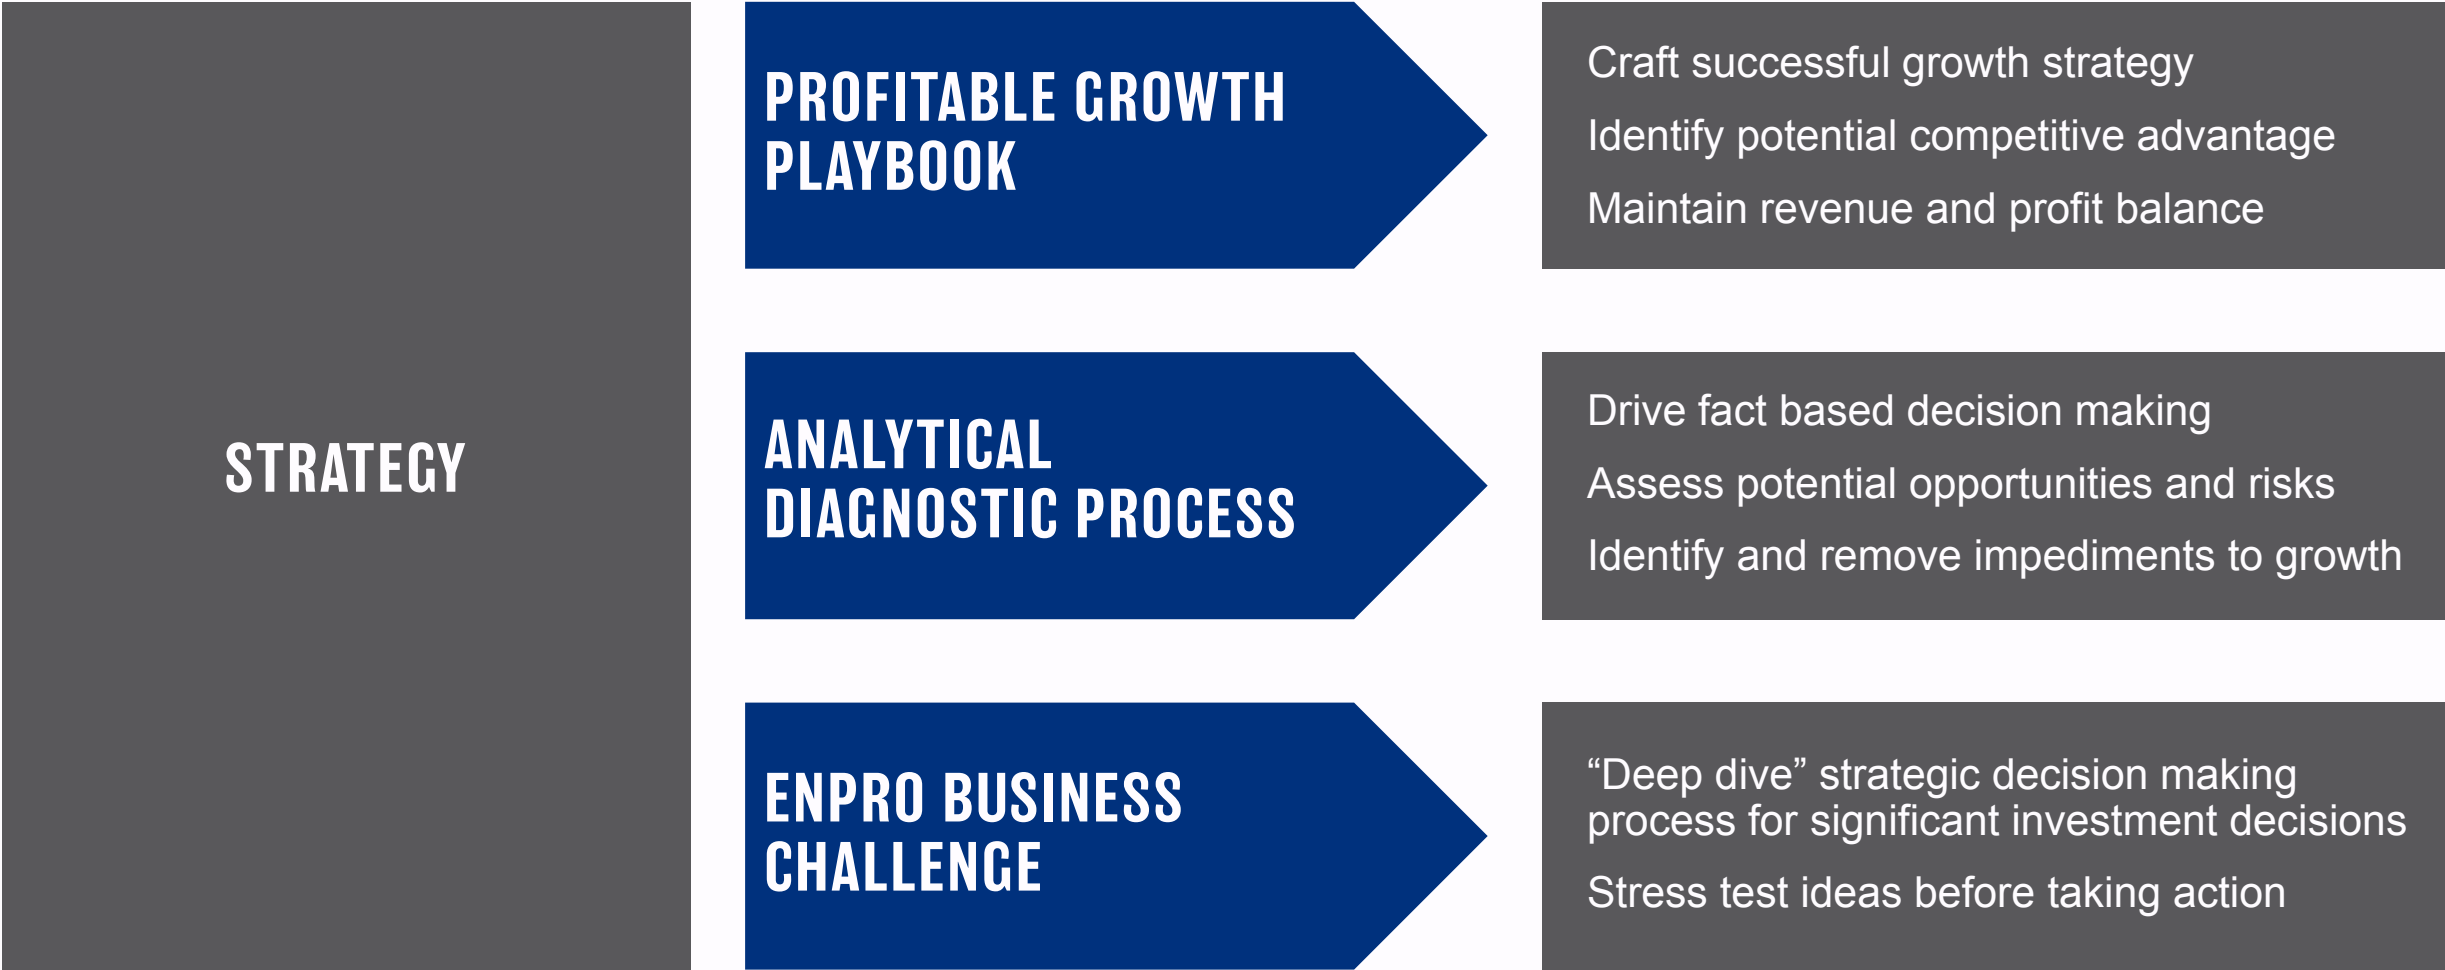 STRATEGY
PROFITABLE GROWTH
PLAYBOOK
Craft successful growth strategy
Identify potential competitive advantage
Maintain revenue and profit balance
ANALYTICAL
DIAGNOSTIC PROCESS
Drive fact based decision making
Assess potential opportunities and risks
Identify and remove impediments to growth
ENPRO BUSINESS
CHALLENGE
“Deep dive” strategic decision making
process for significant investment decisions
Stress test ideas before taking action